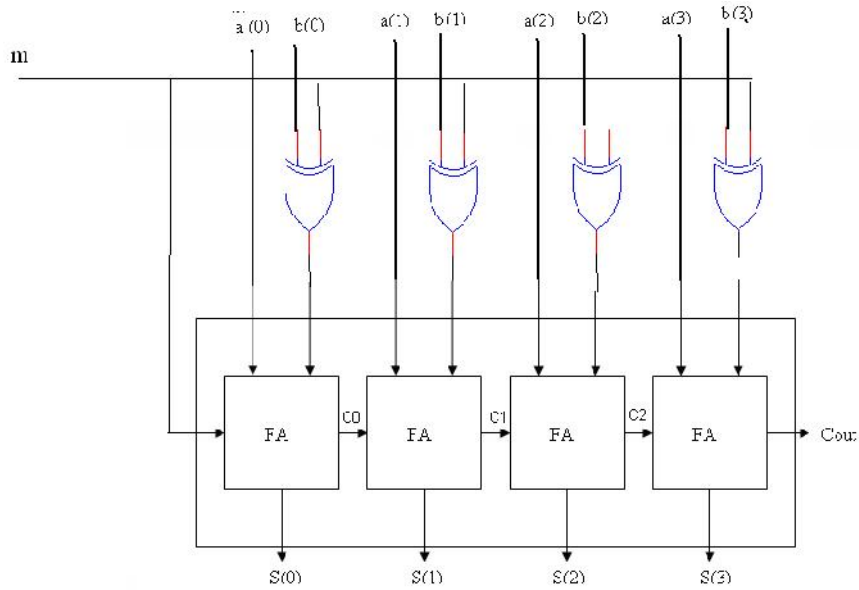 a (0) b(0) a(1) b(1) a(2) b(2) a(3) b(3)
m
FA C0 FA C1 FA C2 FA Cout
S(0) S(1) S(2) S(3)